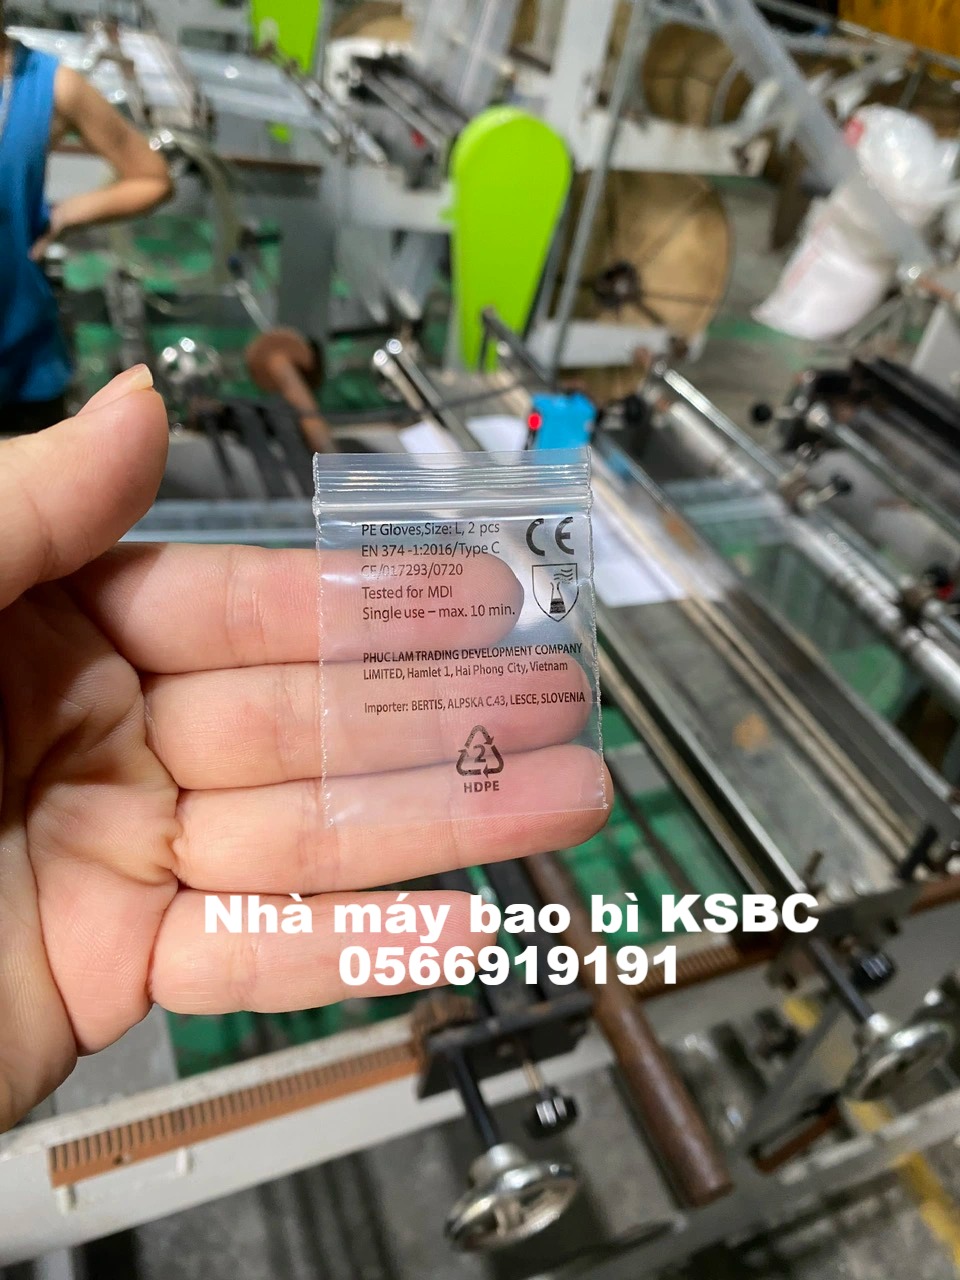 PE Gloves,Size: L, 2 pcs
EN 374 -1:2016/Type C
CE/017293/0720
Tested for MDI
Single use – max. 10 min.
CE
PHUC LAM TRADING DEVELOPMENT COMPANY
LIMITED, Hamlet 1, Hai Phong City, Vietnam
Importer: BERTIS, ALPSKA C.43, LESCE, SLOVENIA
2
HDPE
Nhà máy bao bì KSBC
0566919191